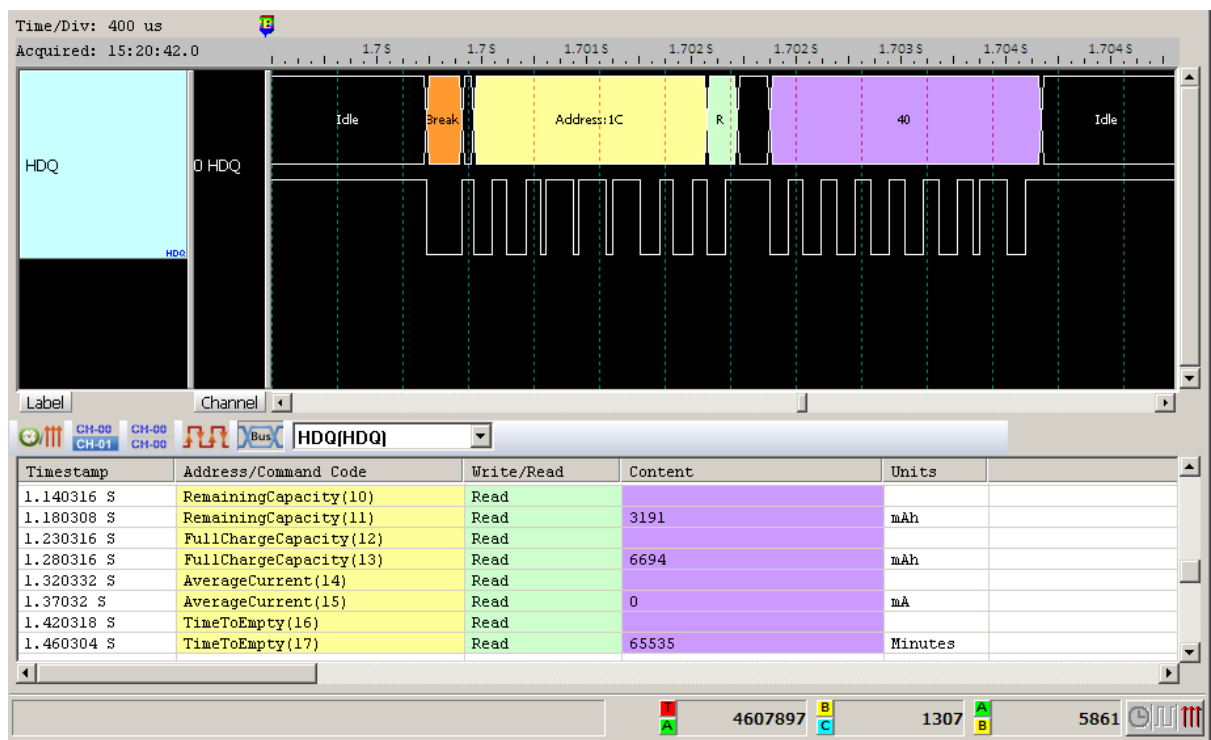 Time/Div: 400 us
B
Acquired: 15:20:42.0 1.7 S 1.7 S 1.701 S 1.702 S 1.702 S 1.703 S 1.704 S 1.704 S
Idle Break Address:1C R 40 Idle
HDQ 0 HDQ
HDQ
Label Channel
CH-00 CH-00
CH-01 CH-00
Bus HDQ(HDQ)
Timestamp Address/Command Code Write/Read Content Units
1.140316 S RemainingCapacity(10) Read
1.180308 S RemainingCapacity(11) Read 3191 mAh
1.230316 S FullChargeCapacity(12) Read
1.280316 S FullChargeCapacity(13) Read 6694 mAh
1.320332 S AverageCurrent(14) Read
1.37032 S AverageCurrent(15) Read 0 mA
1.420318 S TimeToEmpty(16) Read
1.460304 S TimeToEmpty(17) Read 65535 Minutes
T A 4607897 B C 1307 A B 5861